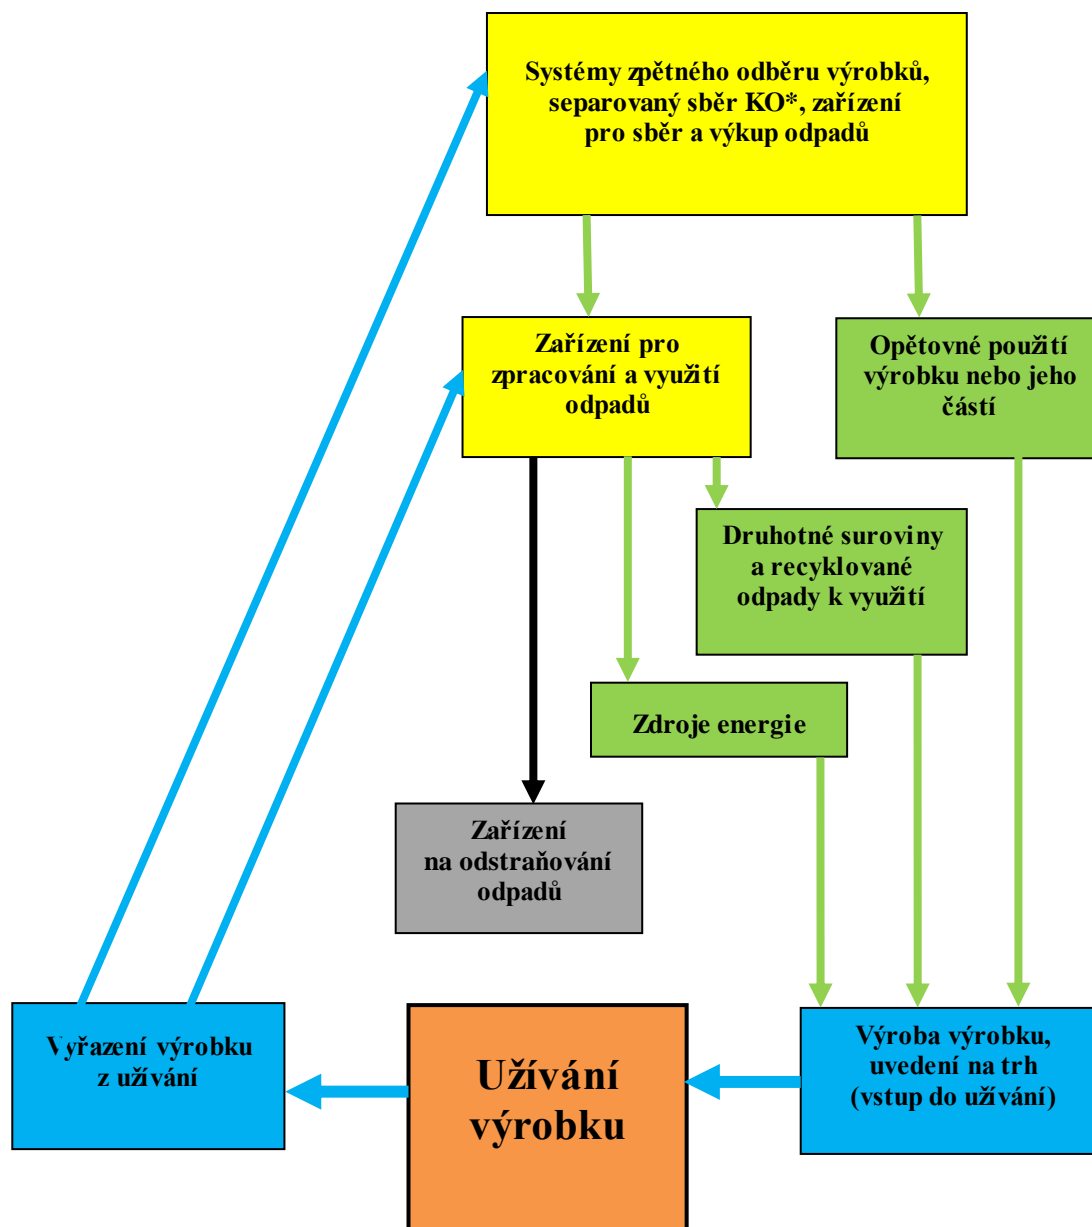 Systémy zpětného odběru výrobků,
separovaný sběr KO*, zařízení
pro sběr a výkup odpadů
Zařízení pro
zpracování a využití
odpadů
Opětovné použití
výrobku nebo jeho
částí
Druhotné suroviny
a recyklované
odpady k využití
Zdroje energie
Zařízení
na odstraňování
odpadů
Vyřazení výrobku
z užívání
Užívání
výrobku
Výroba výrobku,
uvedení na trh
(vstup do užívání)